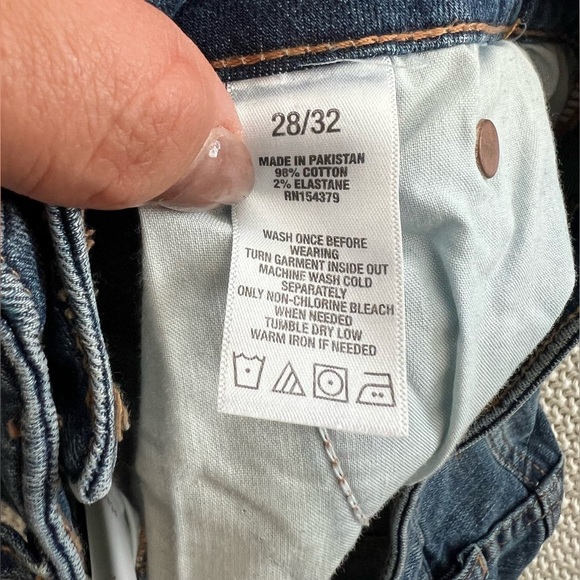 28/32
MADE IN PAKISTAN
98% COTTON
2% ELASTANE
RN154379
WASH ONCE BEFORE
WEARING
TURN GARMENT INSIDE OUT
MACHINE WASH COLD
SEPARATELY
ONLY NON-CHLORINE BLEACH
WHEN NEEDED
TUMBLE DRY LOW
WARM IRON IF NEEDED